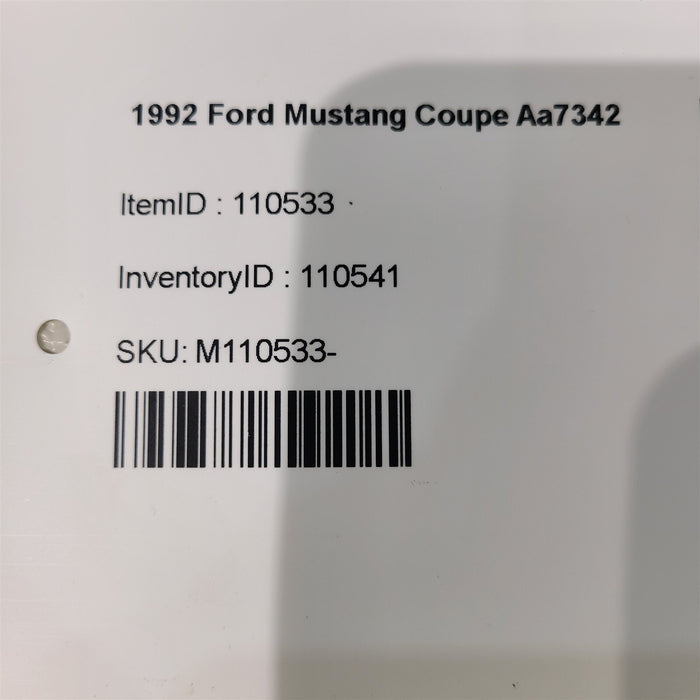 1992 Ford Mustang Coupe Aa7342
ItemID : 110533
InventoryID : 110541
SKU: M110533-